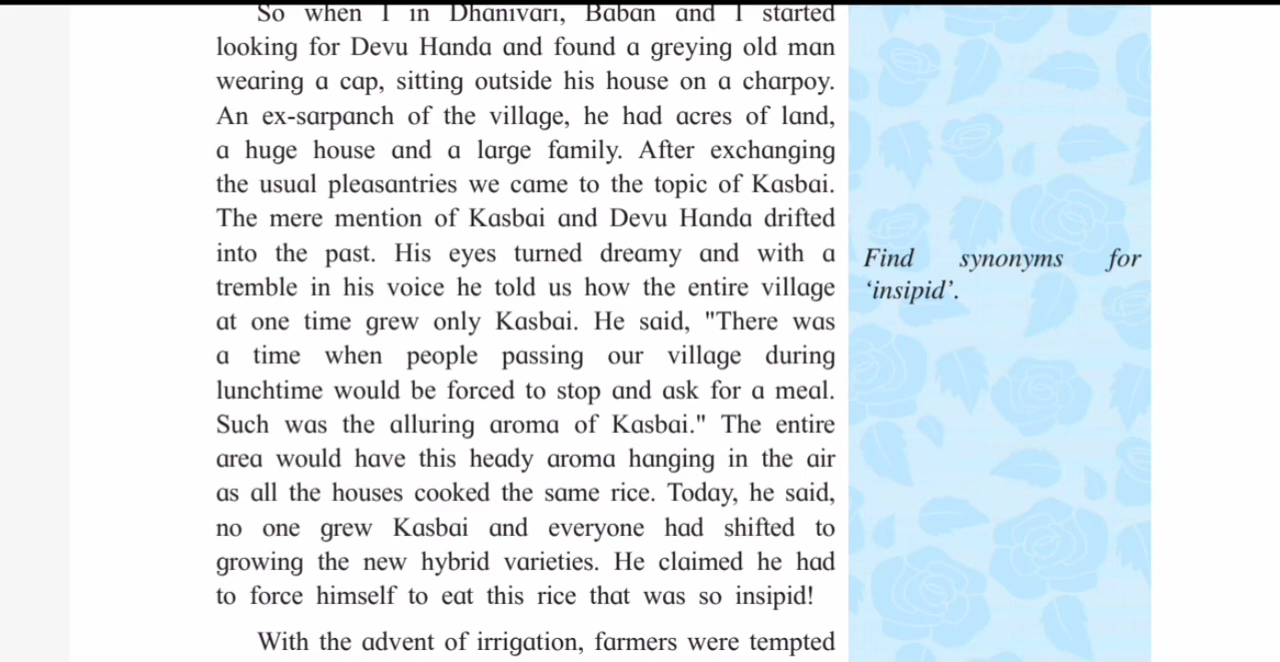 So when I in Dhanivari, Baban and I started
looking for Devu Handa and found a greying old man
wearing a cap, sitting outside his house on a charpoy.
An ex-sarpanch of the village, he had acres of land,
a huge house and a large family. After exchanging
the usual pleasantries we came to the topic of Kasbai.
The mere mention of Kasbai and Devu Handa drifted
into the past. His eyes turned dreamy and with a
tremble in his voice he told us how the entire village
at one time grew only Kasbai. He said, "There was
a time when people passing our village during
lunchtime would be forced to stop and ask for a meal.
Such was the alluring aroma of Kasbai." The entire
area would have this heady aroma hanging in the air
as all the houses cooked the same rice. Today, he said,
no one grew Kasbai and everyone had shifted to
growing the new hybrid varieties. He claimed he had
to force himself to eat this rice that was so insipid!
With the advent of irrigation, farmers were tempted
Find synonyms for
‘insipid’.